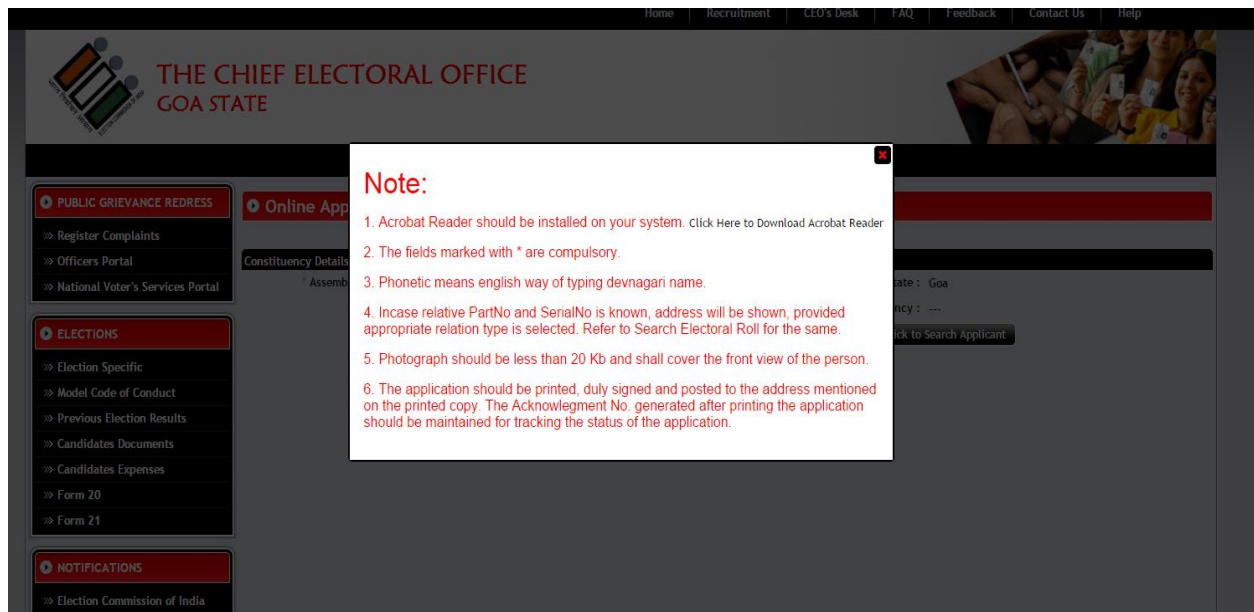 Home
Recruitment
CEO's Desk
FAQ
Feedback
Contact Us
Help
THE CHIEF ELECTORAL OFFICE
GOA STATE
PUBLIC GRIEVANCE REDRESS
Register Complaints
Officers Portal
National Voter's Services Portal
ELECTIONS
Election Specific
Model Code of Conduct
Previous Election Results
Candidates Documents
Candidates Expenses
Form 20
Form 21
NOTIFICATIONS
Election Commission of India
Online App
Constituency Details
* Assemb
tate : Goa
ncy : ---
ick to Search Applicant
Note:
1. Acrobat Reader should be installed on your system. Click Here to Download Acrobat Reader
2. The fields marked with * are compulsory.
3. Phonetic means english way of typing devnagari name.
4. Incase relative PartNo and SerialNo is known, address will be shown, provided
appropriate relation type is selected. Refer to Search Electoral Roll for the same.
5. Photograph should be less than 20 Kb and shall cover the front view of the person.
6. The application should be printed, duly signed and posted to the address mentioned
on the printed copy. The Acknowlegment No. generated after printing the application
should be maintained for tracking the status of the application.